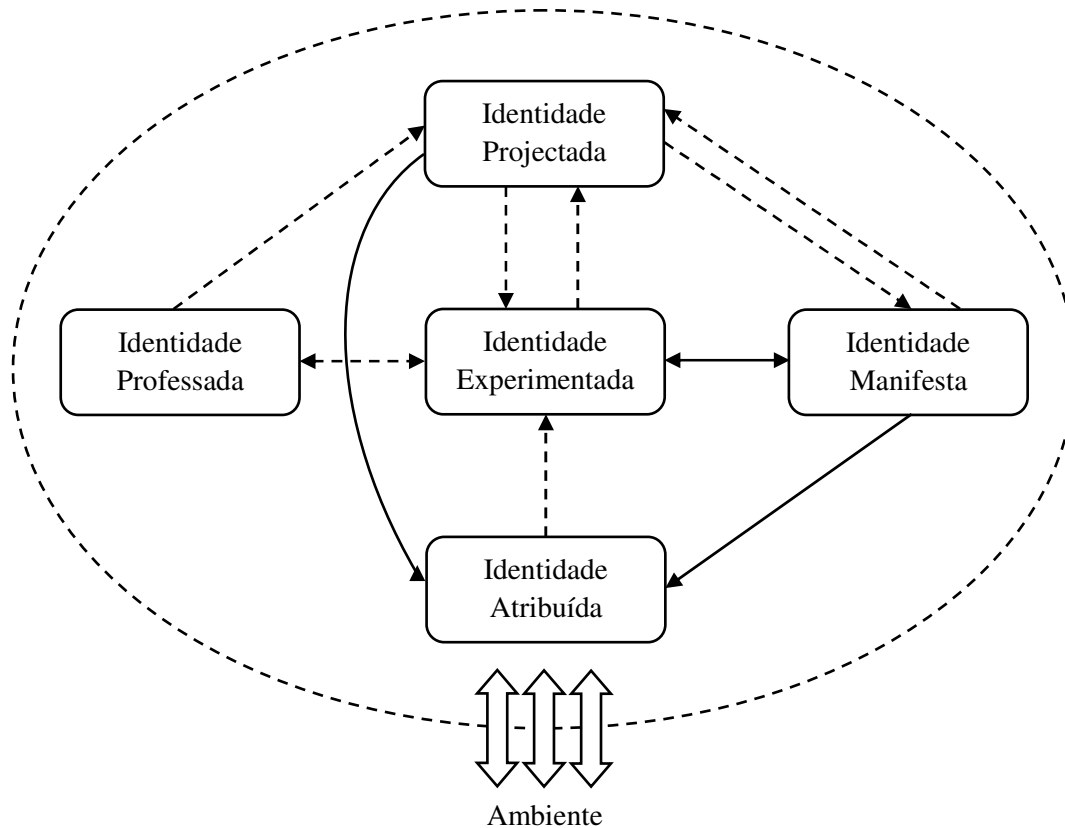 Identidade
Projectada
Identidade
Professada
Identidade
Experimentada
Identidade
Manifesta
Identidade
Atribuída
Ambiente